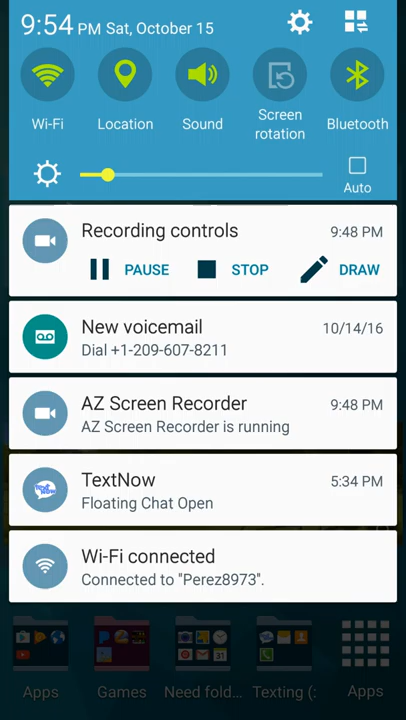 9:54 PM Sat, October 15
Wi-Fi
Location
Sound
Screen
rotation
Bluetooth
Auto
Recording controls
9:48 PM
PAUSE
STOP
DRAW
New voicemail
10/14/16
Dial +1-209-607-8211
AZ Screen Recorder
9:48 PM
AZ Screen Recorder is running
TextNow
5:34 PM
Floating Chat Open
Wi-Fi connected
Connected to "Perez8973".
Apps
Games
Need fold...
Texting (:
Apps